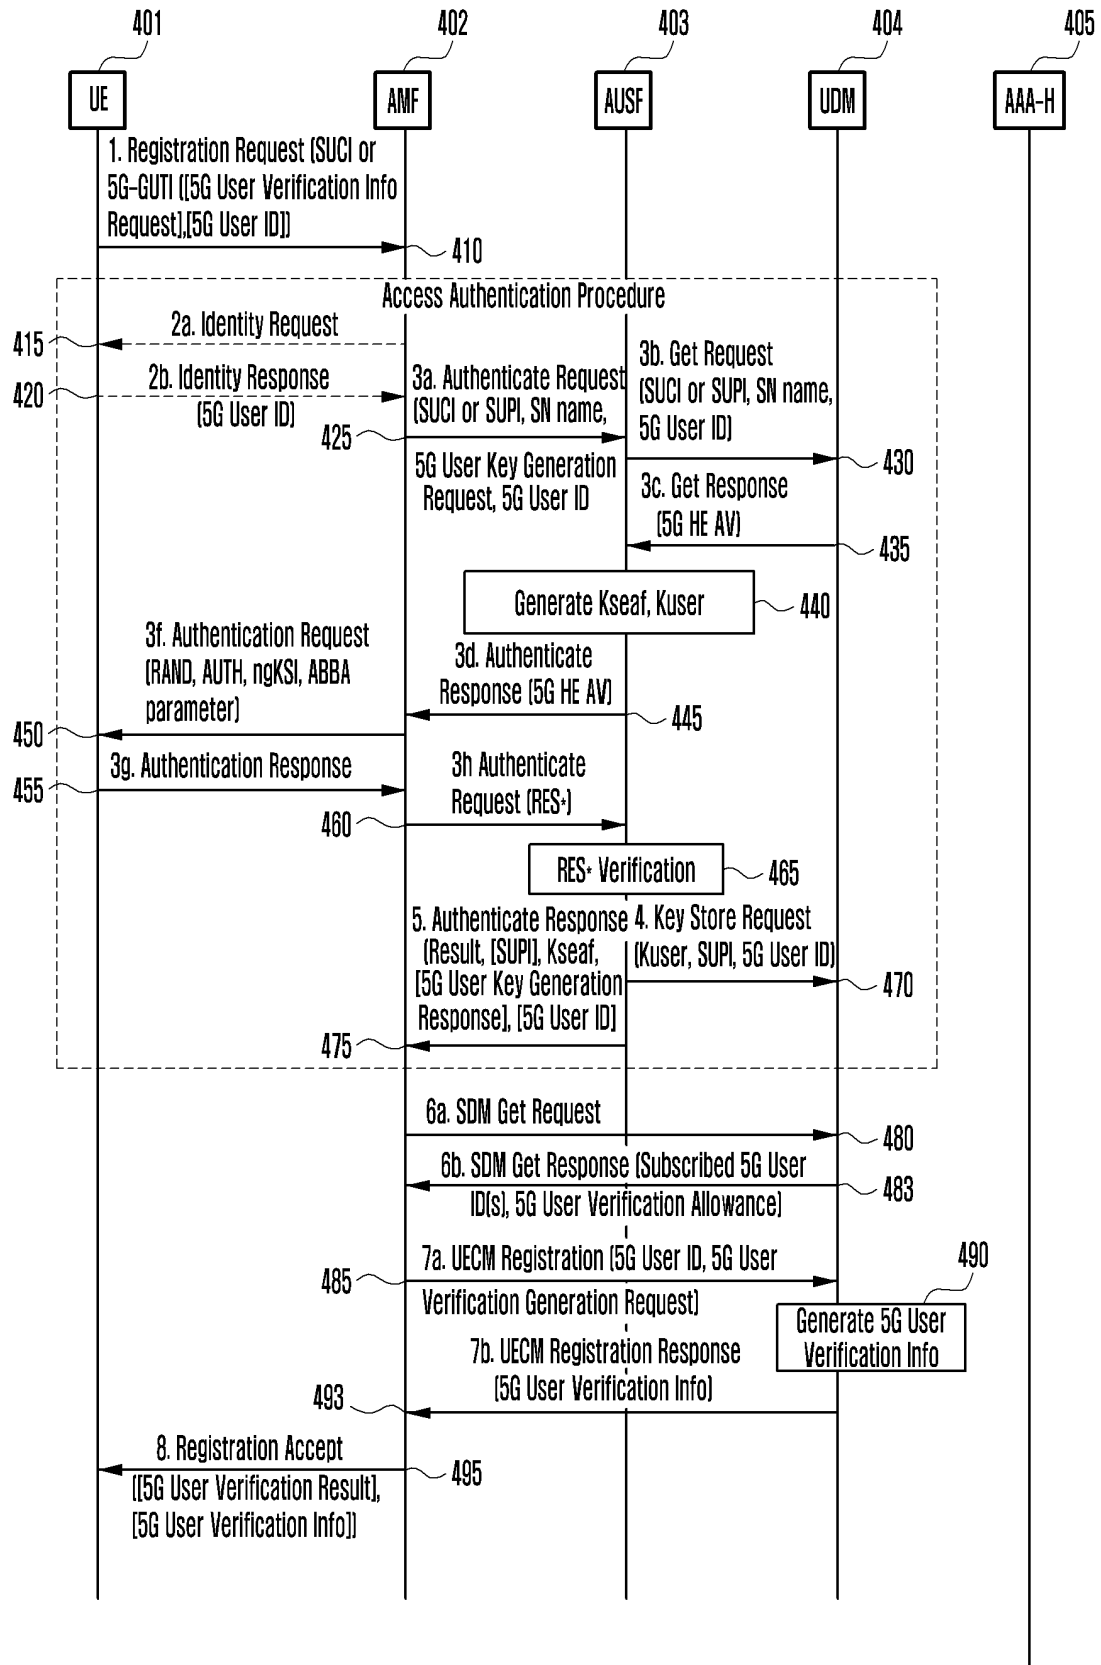 401
402
403
404
405
UE
AMF
AUSF
UDM
AAA-H
1. Registration Request (SUCI or
5G-GUTI ([5G User Verification Info
Request],[5G User ID])
410
Access Authentication Procedure
415
2a. Identity Request
420
2b. Identity Response
(5G User ID)
3a. Authenticate Request
(SUCI or SUPI, SN name,
425
5G User Key Generation
Request, 5G User ID
3b. Get Request
(SUCI or SUPI, SN name,
5G User ID)
430
3c. Get Response
(5G HE AV)
435
Generate Kseaf, Kuser
440
3d. Authenticate
Response (5G HE AV)
445
3f. Authentication Request
(RAND, AUTH, ngKSI, ABBA
parameter)
450
3g. Authentication Response
455
3h Authenticate
Request (RES*)
460
RES* Verification
465
5. Authenticate Response
(Result, [SUPI], Kseaf,
[5G User Key Generation
Response], [5G User ID]
475
4. Key Store Request
(Kuser, SUPI, 5G User ID)
470
6a. SDM Get Request
480
6b. SDM Get Response (Subscribed 5G User
ID(s), 5G User Verification Allowance)
483
7a. UECM Registration (5G User ID, 5G User
Verification Generation Request)
485
490
Generate 5G User
Verification Info
7b. UECM Registration Response
(5G User Verification Info)
493
8. Registration Accept
([5G User Verification Result],
[5G User Verification Info])
495